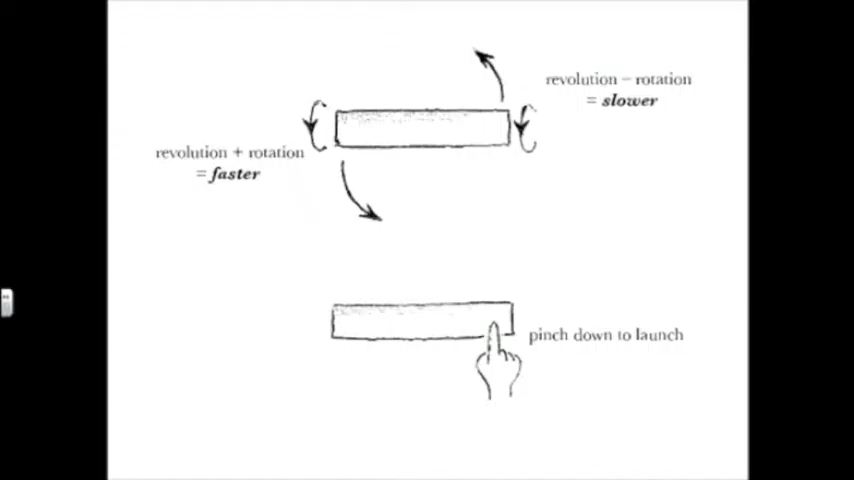 revolution − rotation
= slower
revolution + rotation
= faster
pinch down to launch